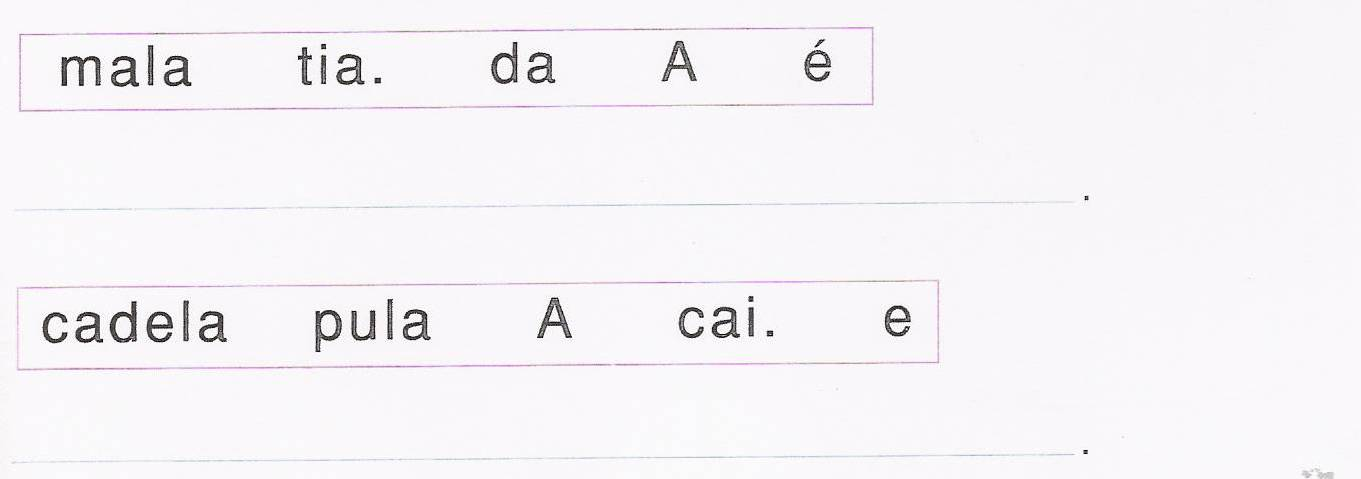 mala tia. da A é
.
cadela pula A cai. e
.